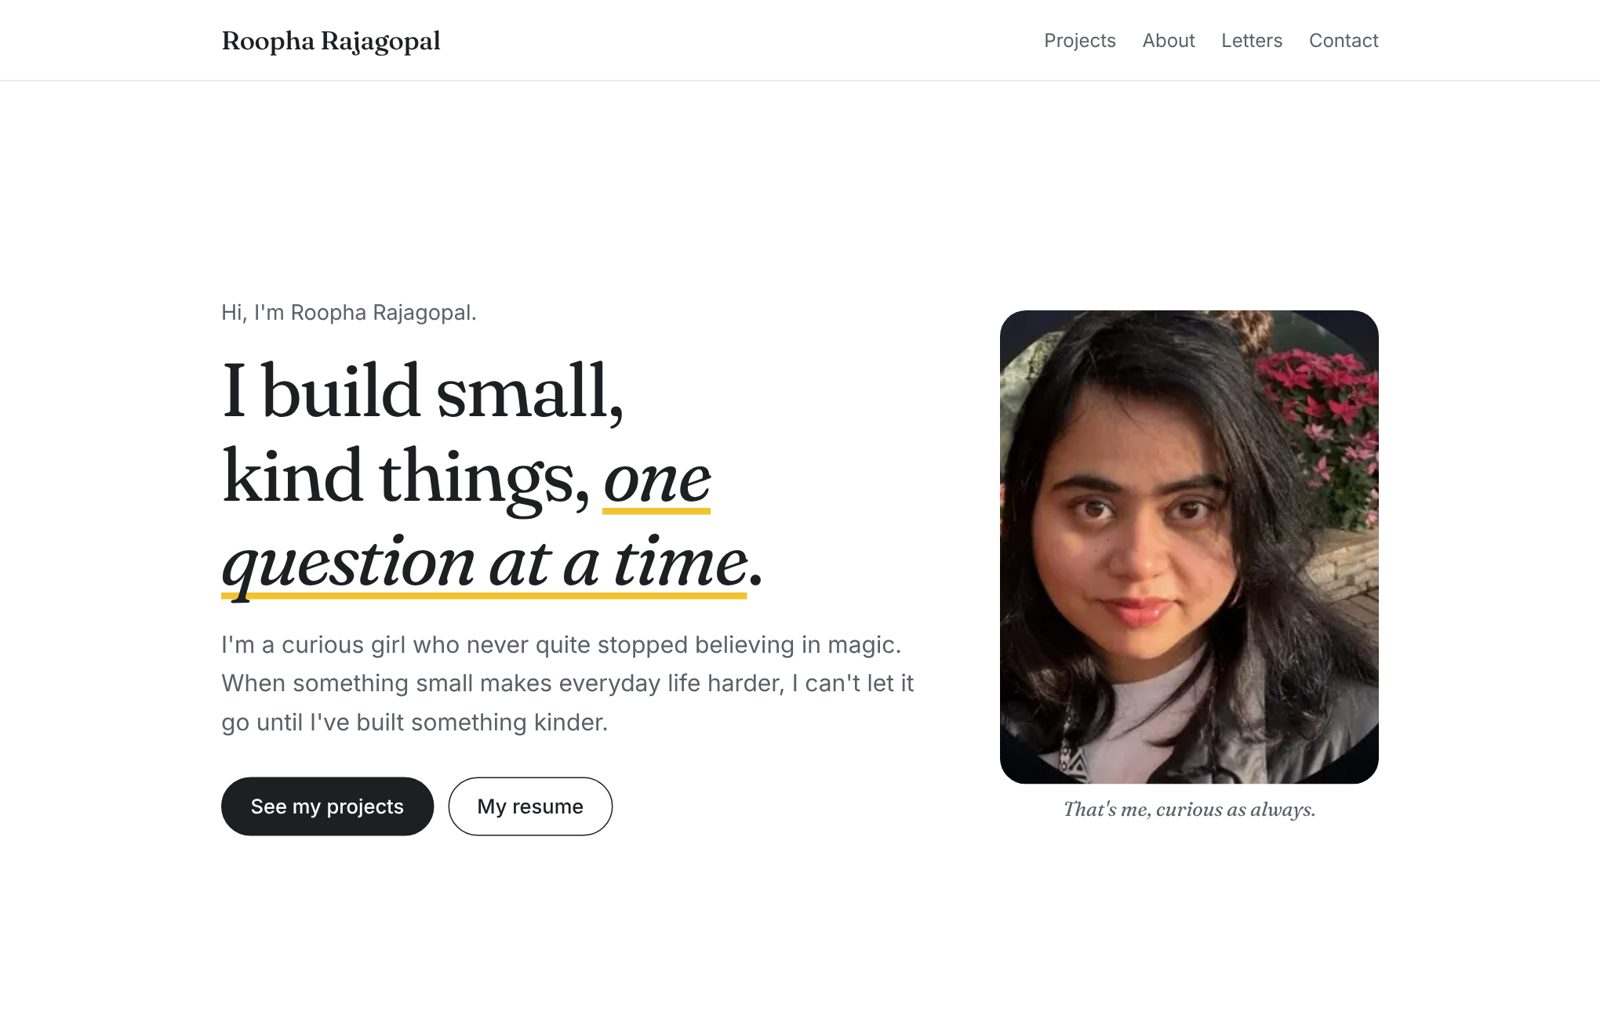 Roopha Rajagopal
Projects About Letters Contact
Hi, I'm Roopha Rajagopal.
I build small,
kind things, one
question at a time.
I'm a curious girl who never quite stopped believing in magic.
When something small makes everyday life harder, I can't let it
go until I've built something kinder.
See my projects
My resume
That's me, curious as always.